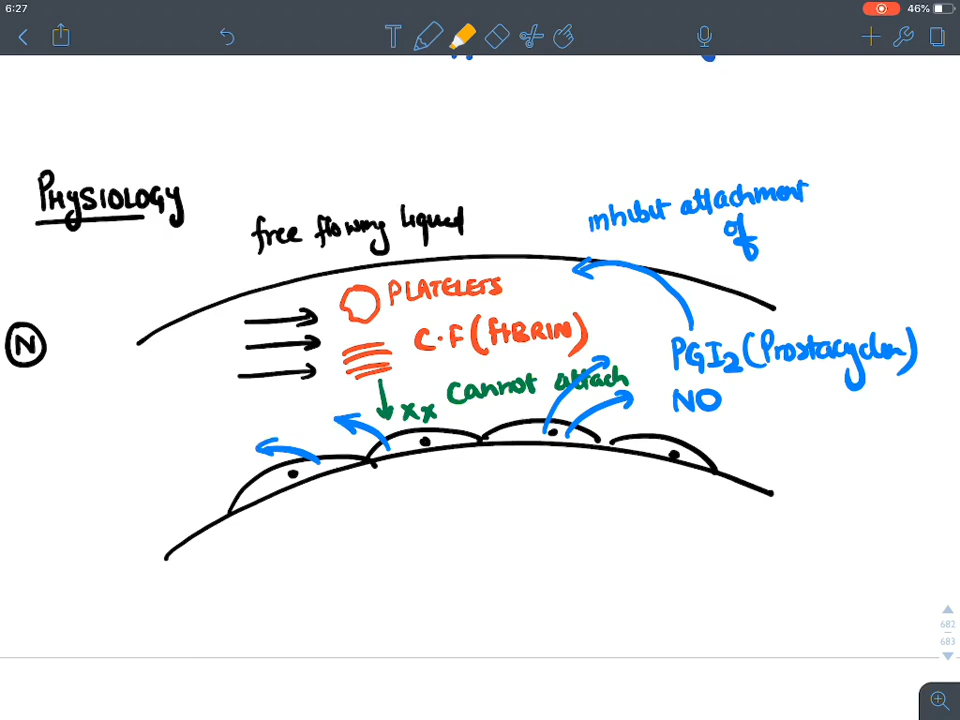 6:27
46%
T
PHYSIOLOGY
free flowing liquid
inhibit attachment
of
N
PLATELETS
C.F (FIBRIN)
PGI2 (Prostacyclin)
NO
XX cannot attach
682
683